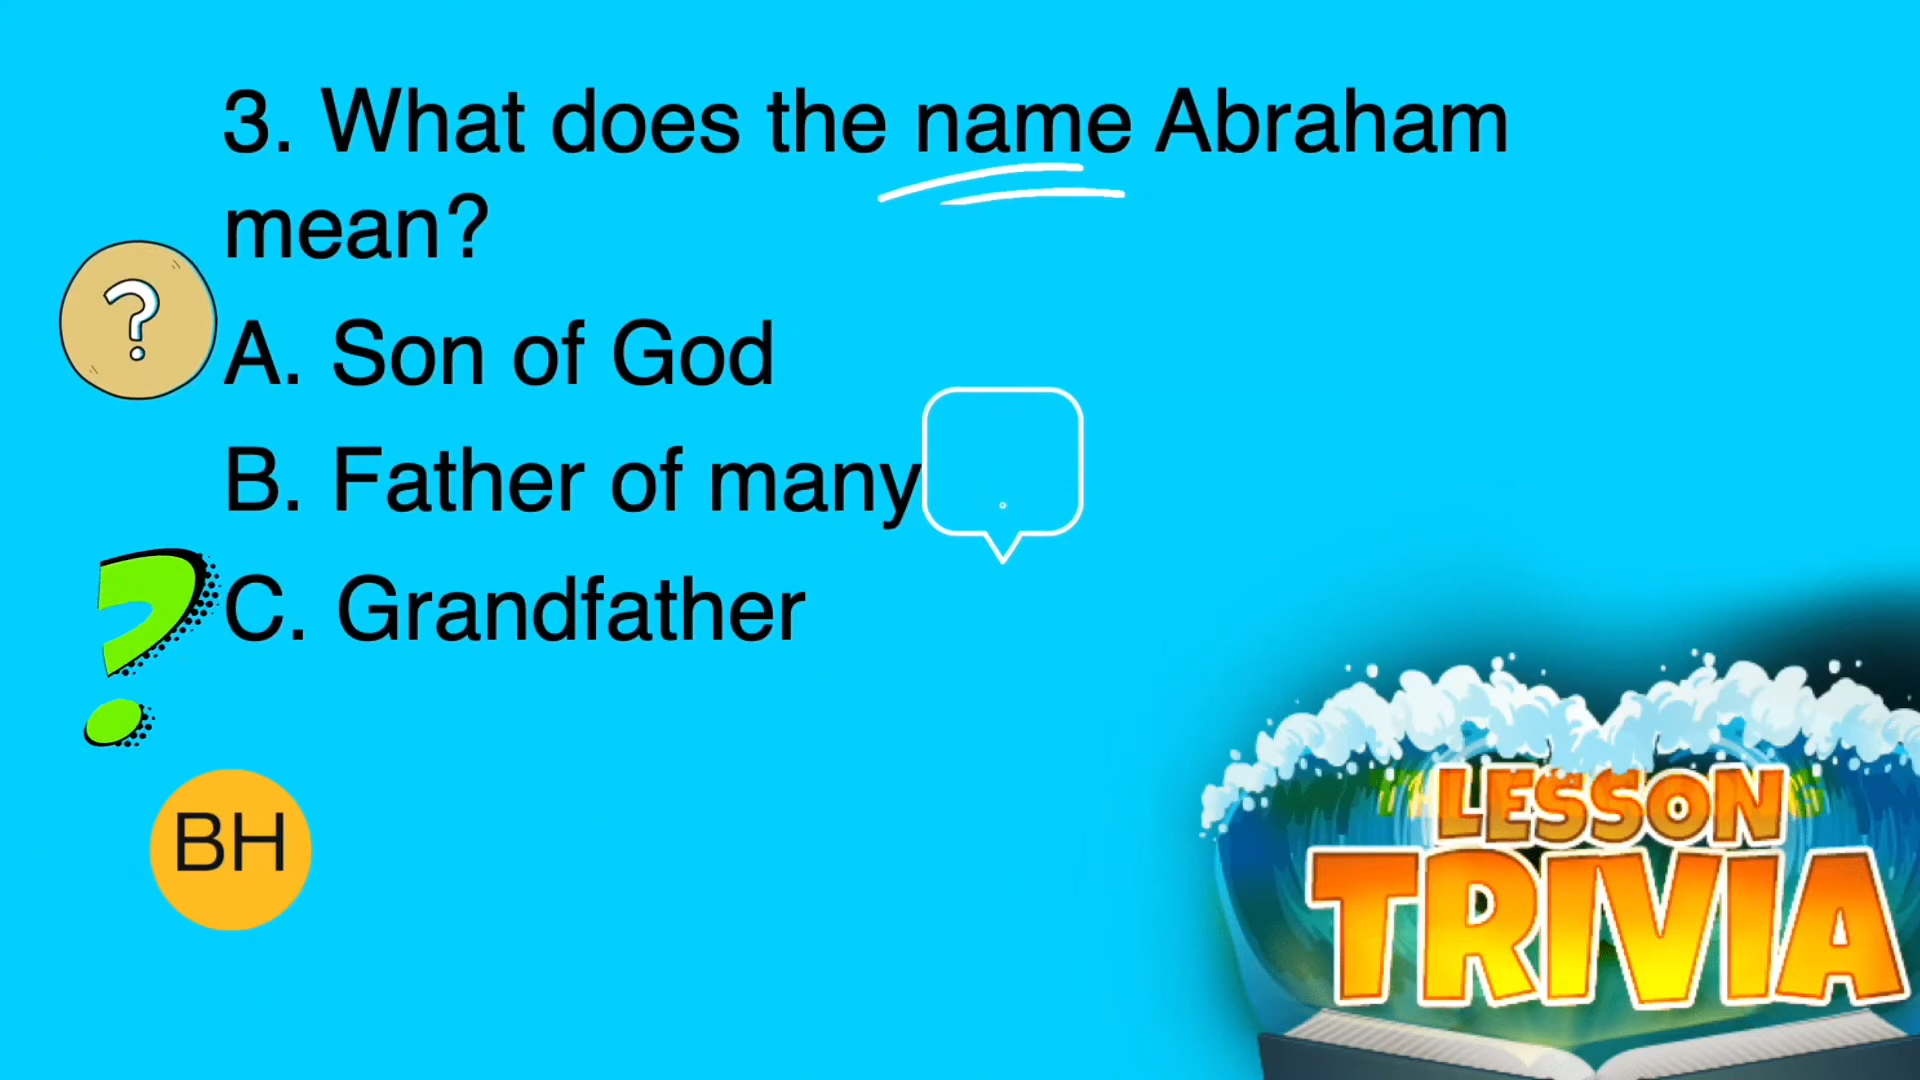 3. What does the name Abraham
mean?
?
A. Son of God
B. Father of many
?
C. Grandfather
BH
LESSON
TRIVIA